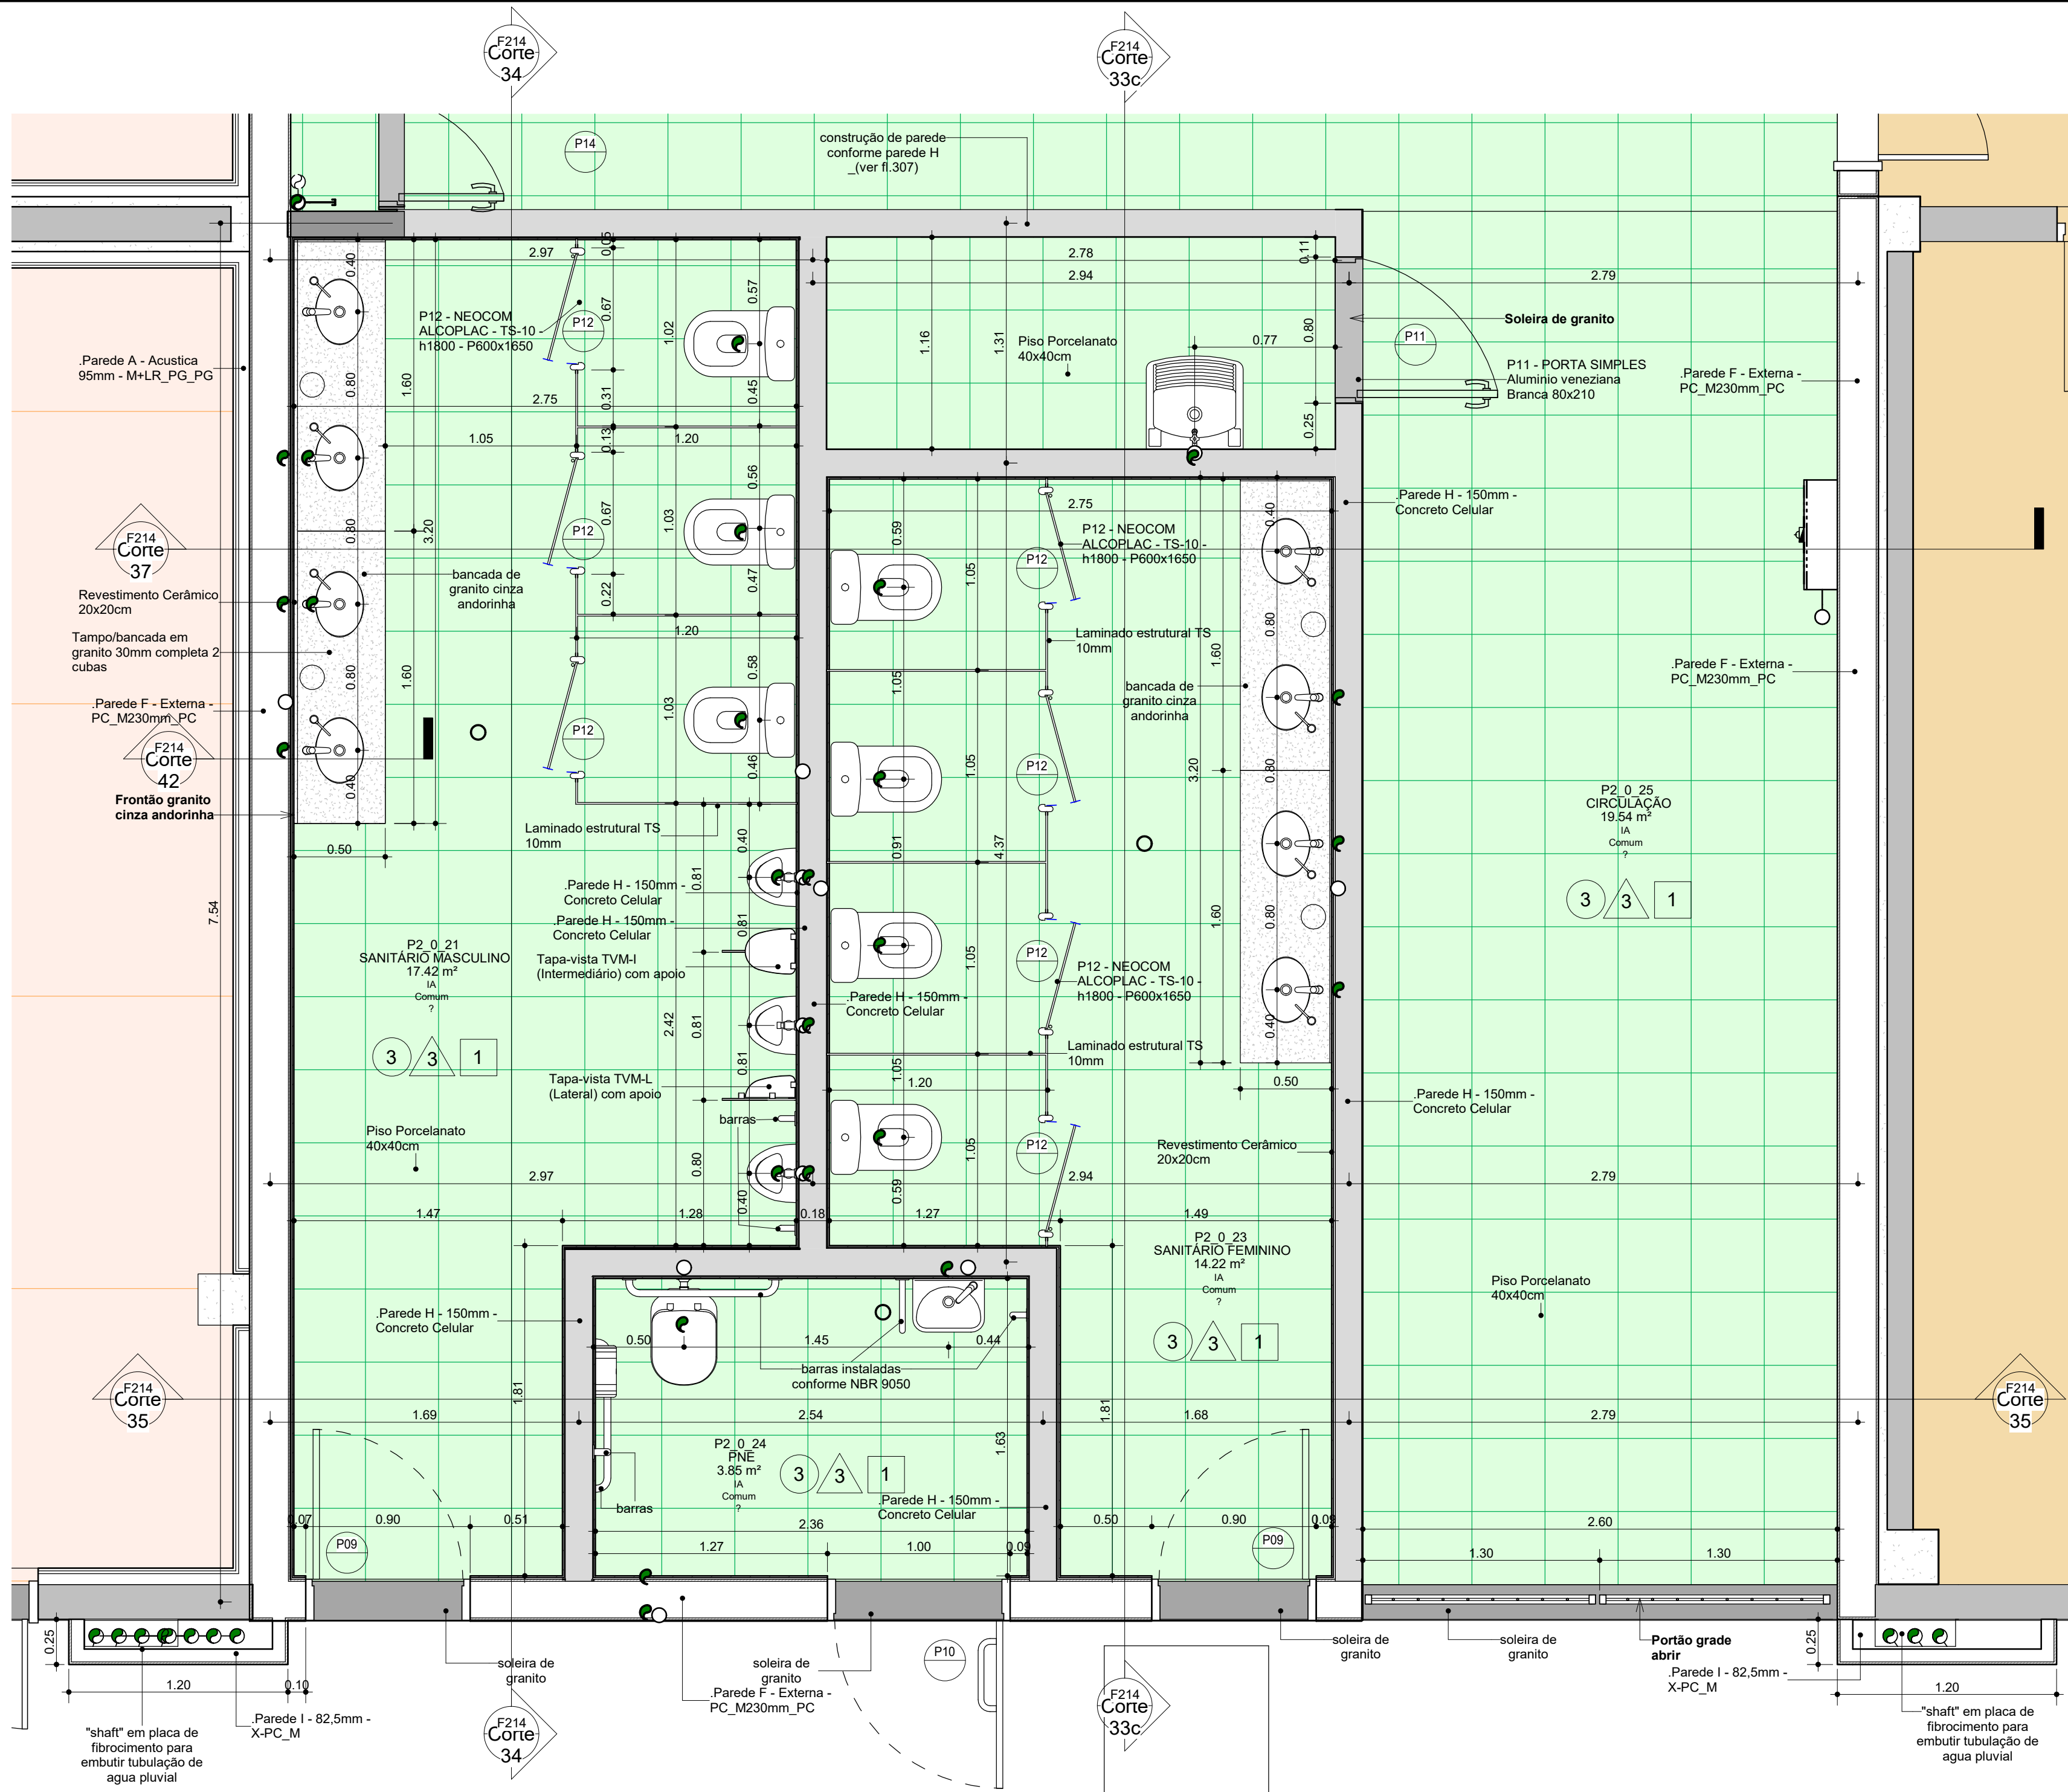 F214
Corte
34
F214
Corte
33c
P14
construção de parede
conforme parede H
_(ver fl.307)
2.97
0.05
0.40
2.78
2.94
0.11
2.79
P12 - NEOCOM
ALCOPLAC - TS-10 -
h1800 - P600x1650
P12
0.67
1.02
0.57
1.16
1.31
Piso Porcelanato
40x40cm
0.77
0.80
Soleira de granito
P11
P11 - PORTA SIMPLES
Aluminio veneziana
Branca 80x210
.Parede F - Externa -
PC_M230mm_PC
.Parede A - Acustica
95mm - M+LR_PG_PG
0.80
1.60
2.75
0.31
0.45
0.25
1.05
0.13
1.20
0.56
.Parede H - 150mm -
Concreto Celular
F214
Corte
37
0.80
3.20
0.67
1.03
P12
0.59
1.05
2.75
P12 - NEOCOM
ALCOPLAC - TS-10 -
h1800 - P600x1650
P12
0.40
Revestimento Cerâmico
20x20cm
bancada de
granito cinza
andorinha
0.22
0.47
Tampo/bancada em
granito 30mm completa 2
cubas
1.20
Laminado estrutural TS
10mm
0.80
1.60
0.80
1.60
0.58
1.03
1.05
bancada de
granito cinza
andorinha
.Parede F - Externa -
PC_M230mm_PC
.Parede F - Externa -
PC_M230mm_PC
F214
Corte
42
P12
0.46
1.05
P12
3.20
0.80
0.40
Frontão granito
cinza andorinha
P2_0_25
CIRCULAÇÃO
19.54 m²
IA
Comum
?
3
3
1
Laminado estrutural TS
10mm
0.50
0.40
0.81
0.91
4.37
.Parede H - 150mm -
Concreto Celular
.Parede H - 150mm -
Concreto Celular
0.81
1.60
0.80
7.54
P2_0_21
SANITÁRIO MASCULINO
17.42 m²
IA
Comum
?
3
3
1
Tapa-vista TVM-I
(Intermediário) com apoio
1.05
P12
P12 - NEOCOM
ALCOPLAC - TS-10 -
h1800 - P600x1650
.Parede H - 150mm -
Concreto Celular
2.42
0.81
0.81
0.40
Laminado estrutural TS
10mm
1.05
1.20
Tapa-vista TVM-L
(Lateral) com apoio
barras
0.50
.Parede H - 150mm -
Concreto Celular
Piso Porcelanato
40x40cm
0.80
0.40
1.05
0.59
P12
Revestimento Cerâmico
20x20cm
2.97
2.94
2.79
1.47
1.28
0.18
1.27
1.49
P2_0_23
SANITÁRIO FEMININO
14.22 m²
IA
Comum
?
3
3
1
Piso Porcelanato
40x40cm
.Parede H - 150mm -
Concreto Celular
0.50
1.45
0.44
barras instaladas
conforme NBR 9050
1.81
1.81
F214
Corte
35
F214
Corte
35
1.69
2.54
1.68
2.79
P2_0_24
PNE
3.85 m²
IA
Comum
?
3
3
1
1.63
barras
.Parede H - 150mm -
Concreto Celular
0.07
0.90
0.51
2.36
0.50
0.90
0.09
2.60
P09
1.27
1.00
0.09
P09
1.30
1.30
0.25
1.20
0.10
soleira de
granito
soleira de
granito
P10
soleira de
granito
soleira de
granito
Portão grade
abrir
0.25
.Parede I - 82,5mm -
X-PC_M
1.20
.Parede F - Externa -
PC_M230mm_PC
.Parede I - 82,5mm -
X-PC_M
"shaft" em placa de
fibrocimento para
embutir tubulação de
agua pluvial
F214
Corte
34
F214
Corte
33c
"shaft" em placa de
fibrocimento para
embutir tubulação de
agua pluvial